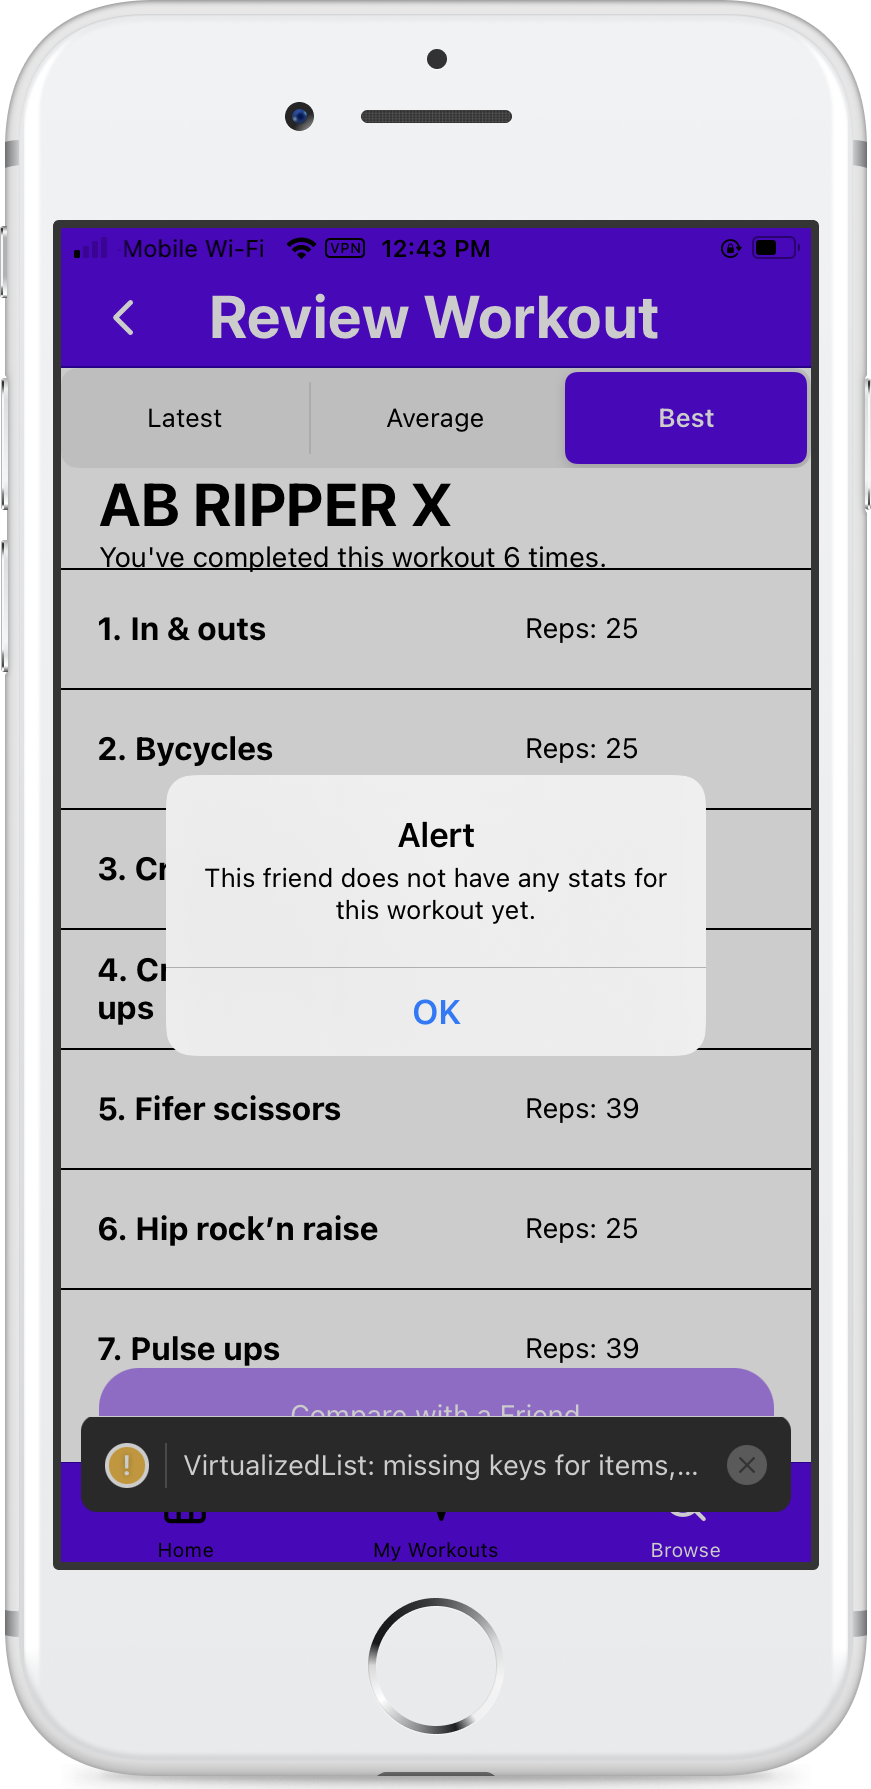 Mobile Wi-Fi VPN 12:43 PM
Review Workout
Latest Average Best
AB RIPPER X
You've completed this workout 6 times.
1. In & outs Reps: 25
2. Bycycles Reps: 25
3. Cr
4. Cr
ups
Alert
This friend does not have any stats for
this workout yet.
OK
5. Fifer scissors Reps: 39
6. Hip rock’n raise Reps: 25
7. Pulse ups Reps: 39
Compare with a Friend
VirtualizedList: missing keys for items,...
Home My Workouts Browse